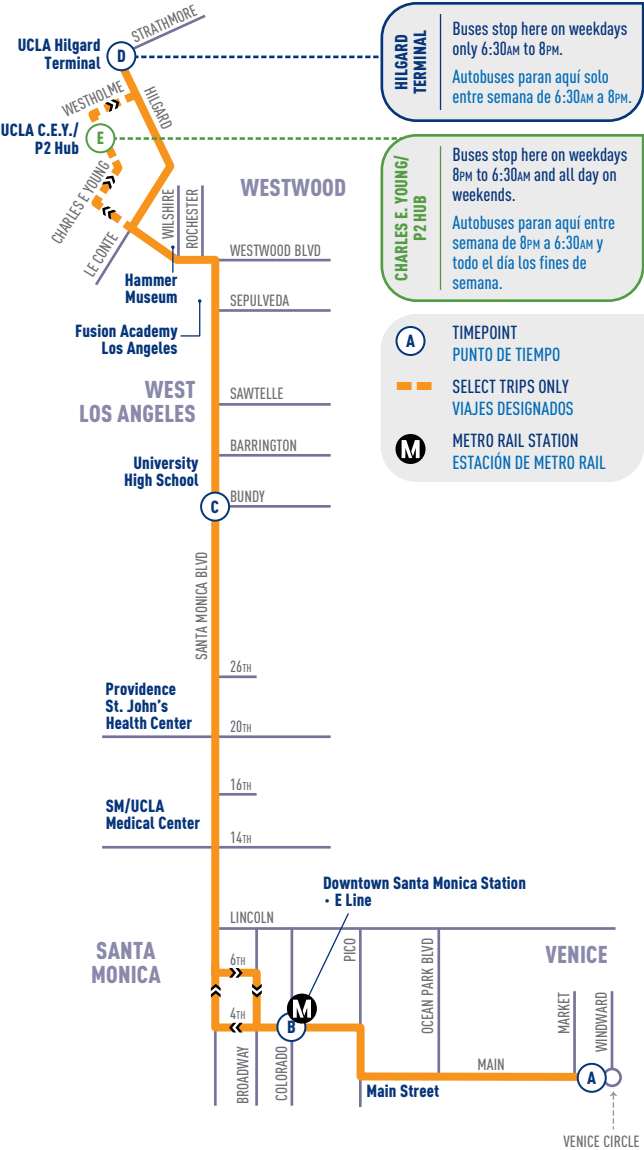 STRATHMORE
UCLA Hilgard
Terminal
D
HILGARD
TERMINAL
Buses stop here on weekdays
only 6:30AM to 8PM.
Autobuses paran aquí solo
entre semana de 6:30AM a 8PM.
WESTHOLME
HILGARD
UCLA C.E.Y./
P2 Hub
E
CHARLES E. YOUNG/
P2 HUB
Buses stop here on weekdays
8PM to 6:30AM and all day on
weekends.
Autobuses paran aquí entre
semana de 8PM a 6:30AM y
todo el día los fines de
semana.
CHARLES E YOUNG
LE CONTE
WILSHIRE
ROCHESTER
WESTWOOD
WESTWOOD BLVD
Hammer
Museum
SEPULVEDA
Fusion Academy
Los Angeles
A
TIMEPOINT
PUNTO DE TIEMPO
SELECT TRIPS ONLY
VIAJES DESIGNADOS
M
METRO RAIL STATION
ESTACIÓN DE METRO RAIL
WEST
LOS ANGELES
SAWTELLE
BARRINGTON
University
High School
C
BUNDY
SANTA MONICA BLVD
26TH
Providence
St. John's
Health Center
20TH
16TH
SM/UCLA
Medical Center
14TH
Downtown Santa Monica Station
• E Line
LINCOLN
SANTA
MONICA
6TH
4TH
BROADWAY
COLORADO
M
B
PICO
OCEAN PARK BLVD
VENICE
MARKET
WINDWARD
MAIN
Main Street
A
VENICE CIRCLE